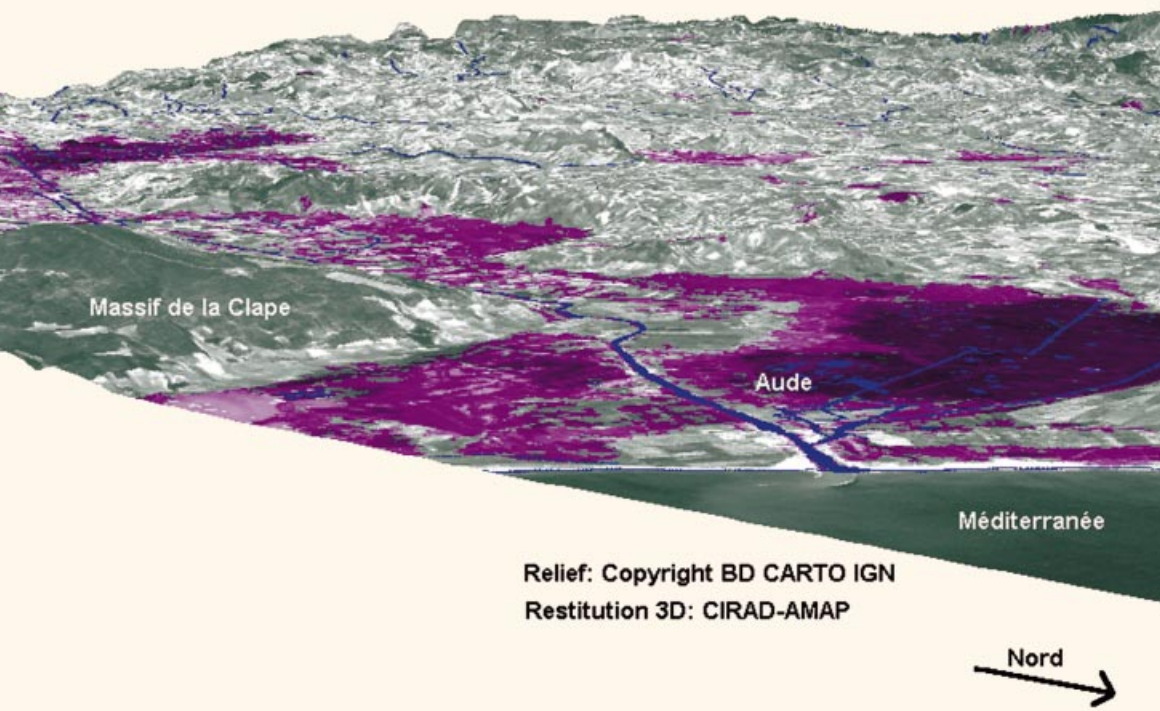 Massif de la Clape
Aude
Méditerranée
Relief: Copyright BD CARTO IGN
Restitution 3D: CIRAD-AMAP
Nord